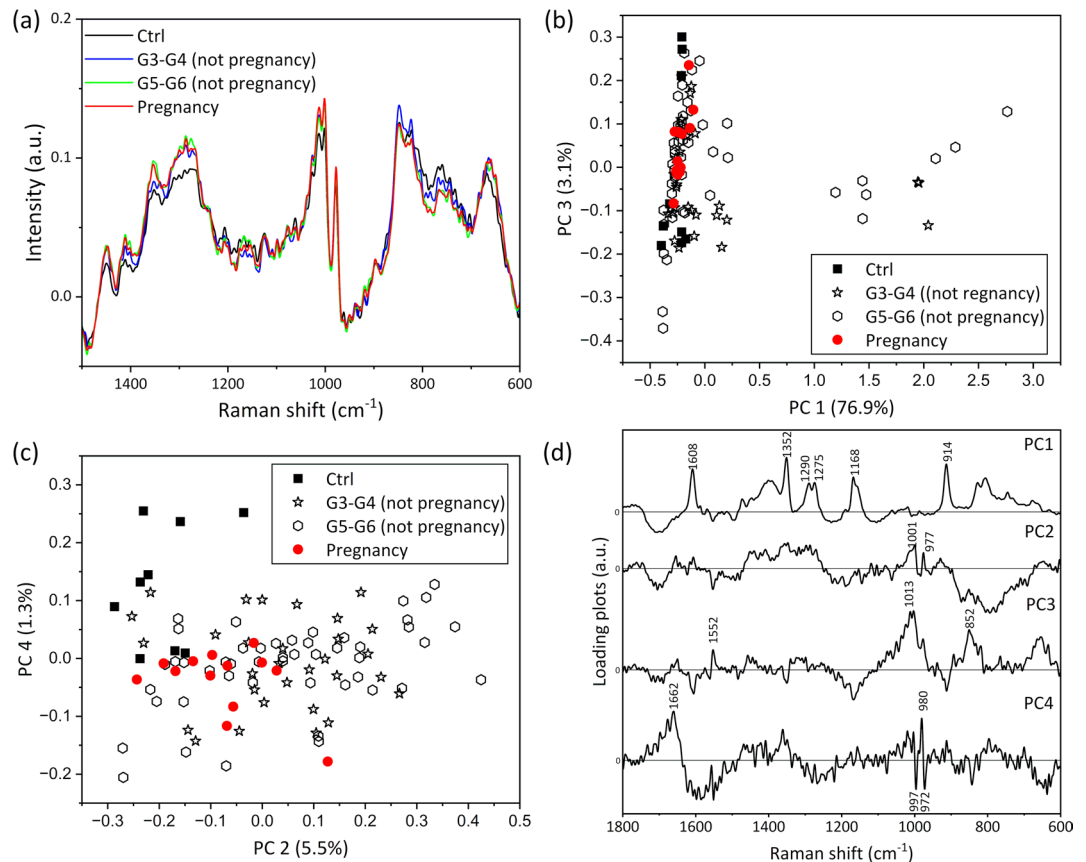 (a)
0.2
0.1
0.0
Intensity (a.u.)
Ctrl
G3-G4 (not pregnancy)
G5-G6 (not pregnancy)
Pregnancy
1400 1200 1000 800 600
Raman shift (cm⁻¹)
(b)
0.3
0.2
0.1
0.0
−0.1
−0.2
−0.3
−0.4
PC 3 (3.1%)
Ctrl
G3-G4 ((not regnancy)
G5-G6 (not pregnancy)
Pregnancy
−0.5 0.0 0.5 1.0 1.5 2.0 2.5 3.0
PC 1 (76.9%)
(c)
0.3
0.2
0.1
0.0
−0.1
−0.2
PC 4 (1.3%)
Ctrl
G3-G4 (not pregnancy)
G5-G6 (not pregnancy)
Pregnancy
−0.3 −0.2 −0.1 0.0 0.1 0.2 0.3 0.4 0.5
PC 2 (5.5%)
(d)
Loading plots (a.u.)
PC1
1608
1352
1290
1275
1168
914
0
PC2
1001
977
0
PC3
1552
1013
852
0
PC4
1662
980
997
972
0
1800 1600 1400 1200 1000 800 600
Raman shift (cm⁻¹)